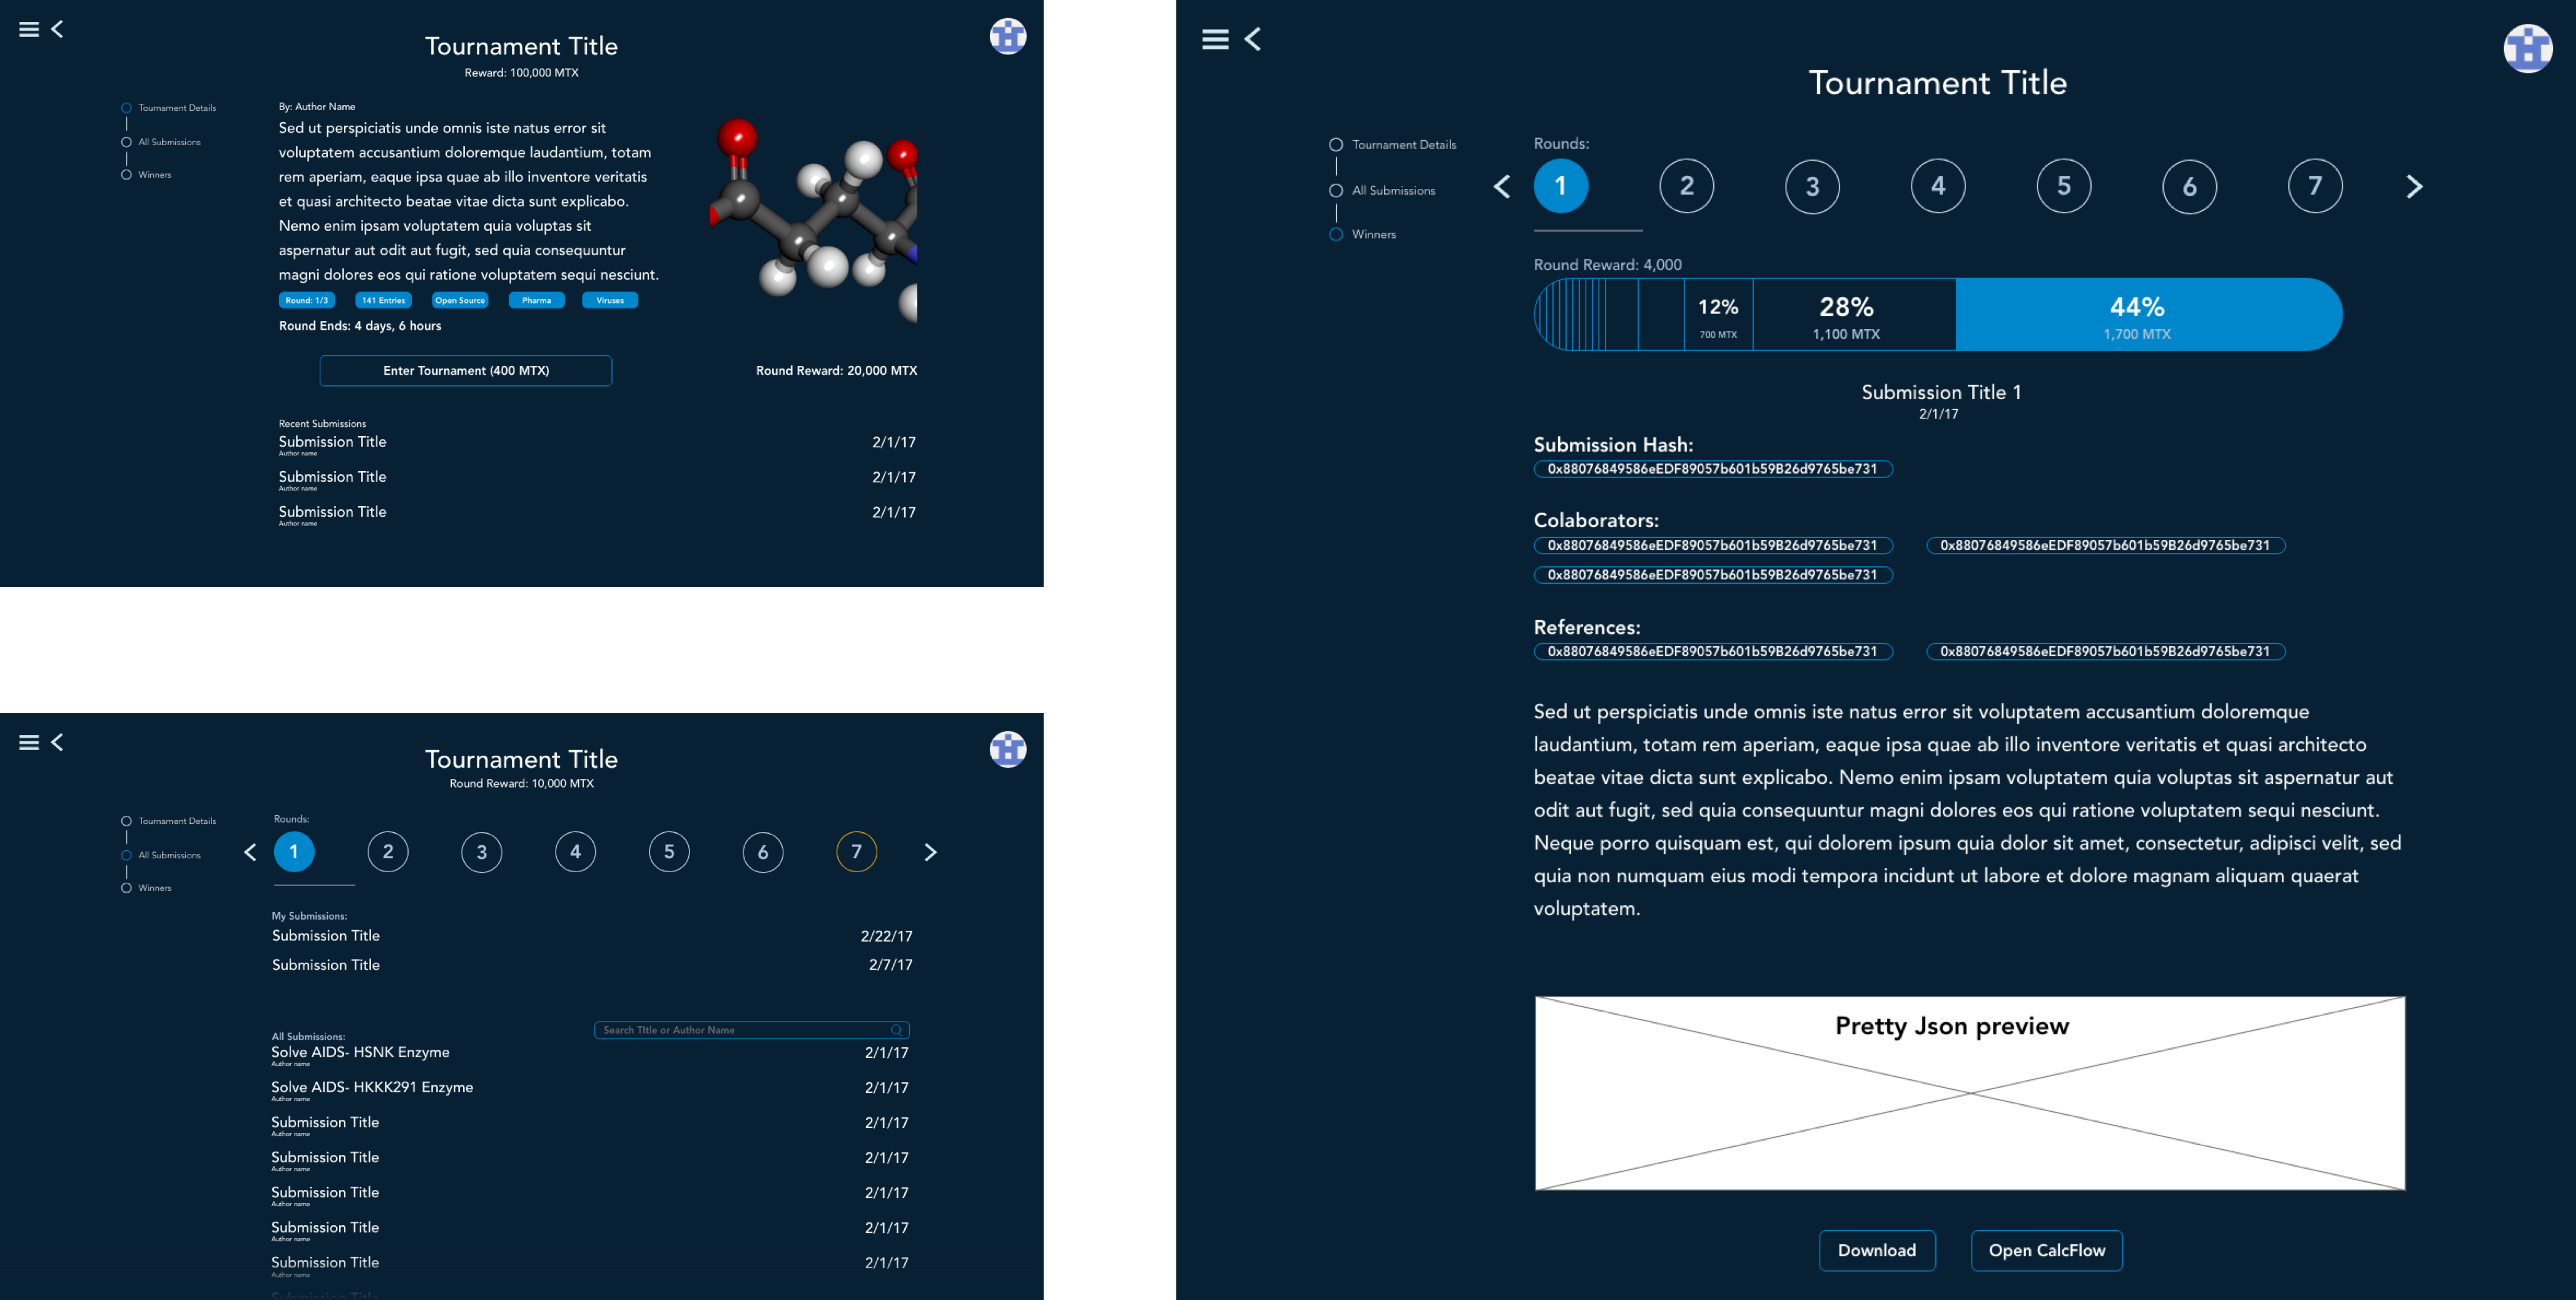 Tournament Title
Reward: 100,000 MTX
Tournament Details
All Submissions
Winners
By: Author Name
Sed ut perspiciatis unde omnis iste natus error sit
voluptatem accusantium doloremque laudantium, totam
rem aperiam, eaque ipsa quae ab illo inventore veritatis
et quasi architecto beatae vitae dicta sunt explicabo.
Nemo enim ipsam voluptatem quia voluptas sit
aspernatur aut odit aut fugit, sed quia consequuntur
magni dolores eos qui ratione voluptatem sequi nesciunt.
Round: 1/3 141 Entries Open Source Pharma Viruses
Round Ends: 4 days, 6 hours
Enter Tournament (400 MTX) Round Reward: 20,000 MTX
Recent Submissions
Submission Title 2/1/17
Author name
Submission Title 2/1/17
Author name
Submission Title 2/1/17
Author name
Tournament Title
Round Reward: 10,000 MTX
Tournament Details
All Submissions
Winners
Rounds:
1 2 3 4 5 6 7
My Submissions:
Submission Title 2/22/17
Submission Title 2/7/17
All Submissions: Search TItle or Author Name
Solve AIDS- HSNK Enzyme 2/1/17
Author name
Solve AIDS- HKKK291 Enzyme 2/1/17
Author name
Submission Title 2/1/17
Author name
Submission Title 2/1/17
Author name
Submission Title 2/1/17
Author name
Submission Title 2/1/17
Author name
Submission Title 2/1/17
Author name
Submission Title
Tournament Title
Tournament Details
All Submissions
Winners
Rounds:
1 2 3 4 5 6 7
Round Reward: 4,000
12% 28% 44%
700 MTX 1,100 MTX 1,700 MTX
Submission Title 1
2/1/17
Submission Hash:
0x88076849586eEDF89057b601b59B26d9765be731
Colaborators:
0x88076849586eEDF89057b601b59B26d9765be731 0x88076849586eEDF89057b601b59B26d9765be731
0x88076849586eEDF89057b601b59B26d9765be731
References:
0x88076849586eEDF89057b601b59B26d9765be731 0x88076849586eEDF89057b601b59B26d9765be731
Sed ut perspiciatis unde omnis iste natus error sit voluptatem accusantium doloremque
laudantium, totam rem aperiam, eaque ipsa quae ab illo inventore veritatis et quasi architecto
beatae vitae dicta sunt explicabo. Nemo enim ipsam voluptatem quia voluptas sit aspernatur aut
odit aut fugit, sed quia consequuntur magni dolores eos qui ratione voluptatem sequi nesciunt.
Neque porro quisquam est, qui dolorem ipsum quia dolor sit amet, consectetur, adipisci velit, sed
quia non numquam eius modi tempora incidunt ut labore et dolore magnam aliquam quaerat
voluptatem.
Pretty Json preview
Download Open CalcFlow